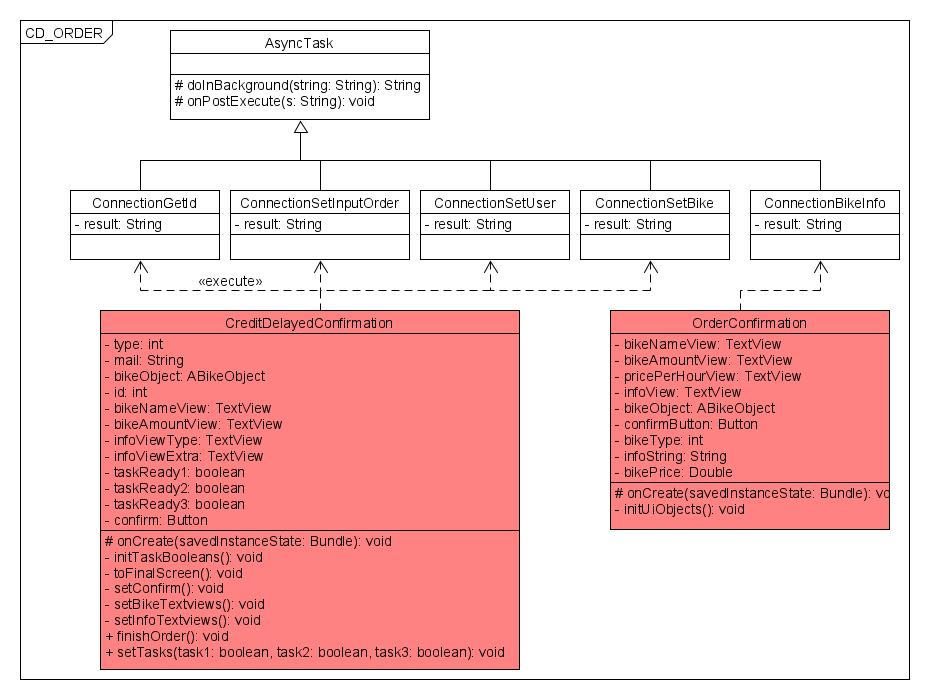 CD_ORDER
AsyncTask
# doInBackground(string: String): String
# onPostExecute(s: String): void
ConnectionGetId
- result: String
ConnectionSetInputOrder
- result: String
ConnectionSetUser
- result: String
ConnectionSetBike
- result: String
ConnectionBikeInfo
- result: String
«execute»
CreditDelayedConfirmation
- type: int
- mail: String
- bikeObject: ABikeObject
- id: int
- bikeNameView: TextView
- bikeAmountView: TextView
- infoViewType: TextView
- infoViewExtra: TextView
- taskReady1: boolean
- taskReady2: boolean
- taskReady3: boolean
- confirm: Button
# onCreate(savedInstanceState: Bundle): void
- initTaskBooleans(): void
- toFinalScreen(): void
- setConfirm(): void
- setBikeTextviews(): void
- setInfoTextviews(): void
+ finishOrder(): void
+ setTasks(task1: boolean, task2: boolean, task3: boolean): void
OrderConfirmation
- bikeNameView: TextView
- bikeAmountView: TextView
- pricePerHourView: TextView
- infoView: TextView
- bikeObject: ABikeObject
- confirmButton: Button
- bikeType: int
- infoString: String
- bikePrice: Double
# onCreate(savedInstanceState: Bundle): vo
- initUiObjects(): void